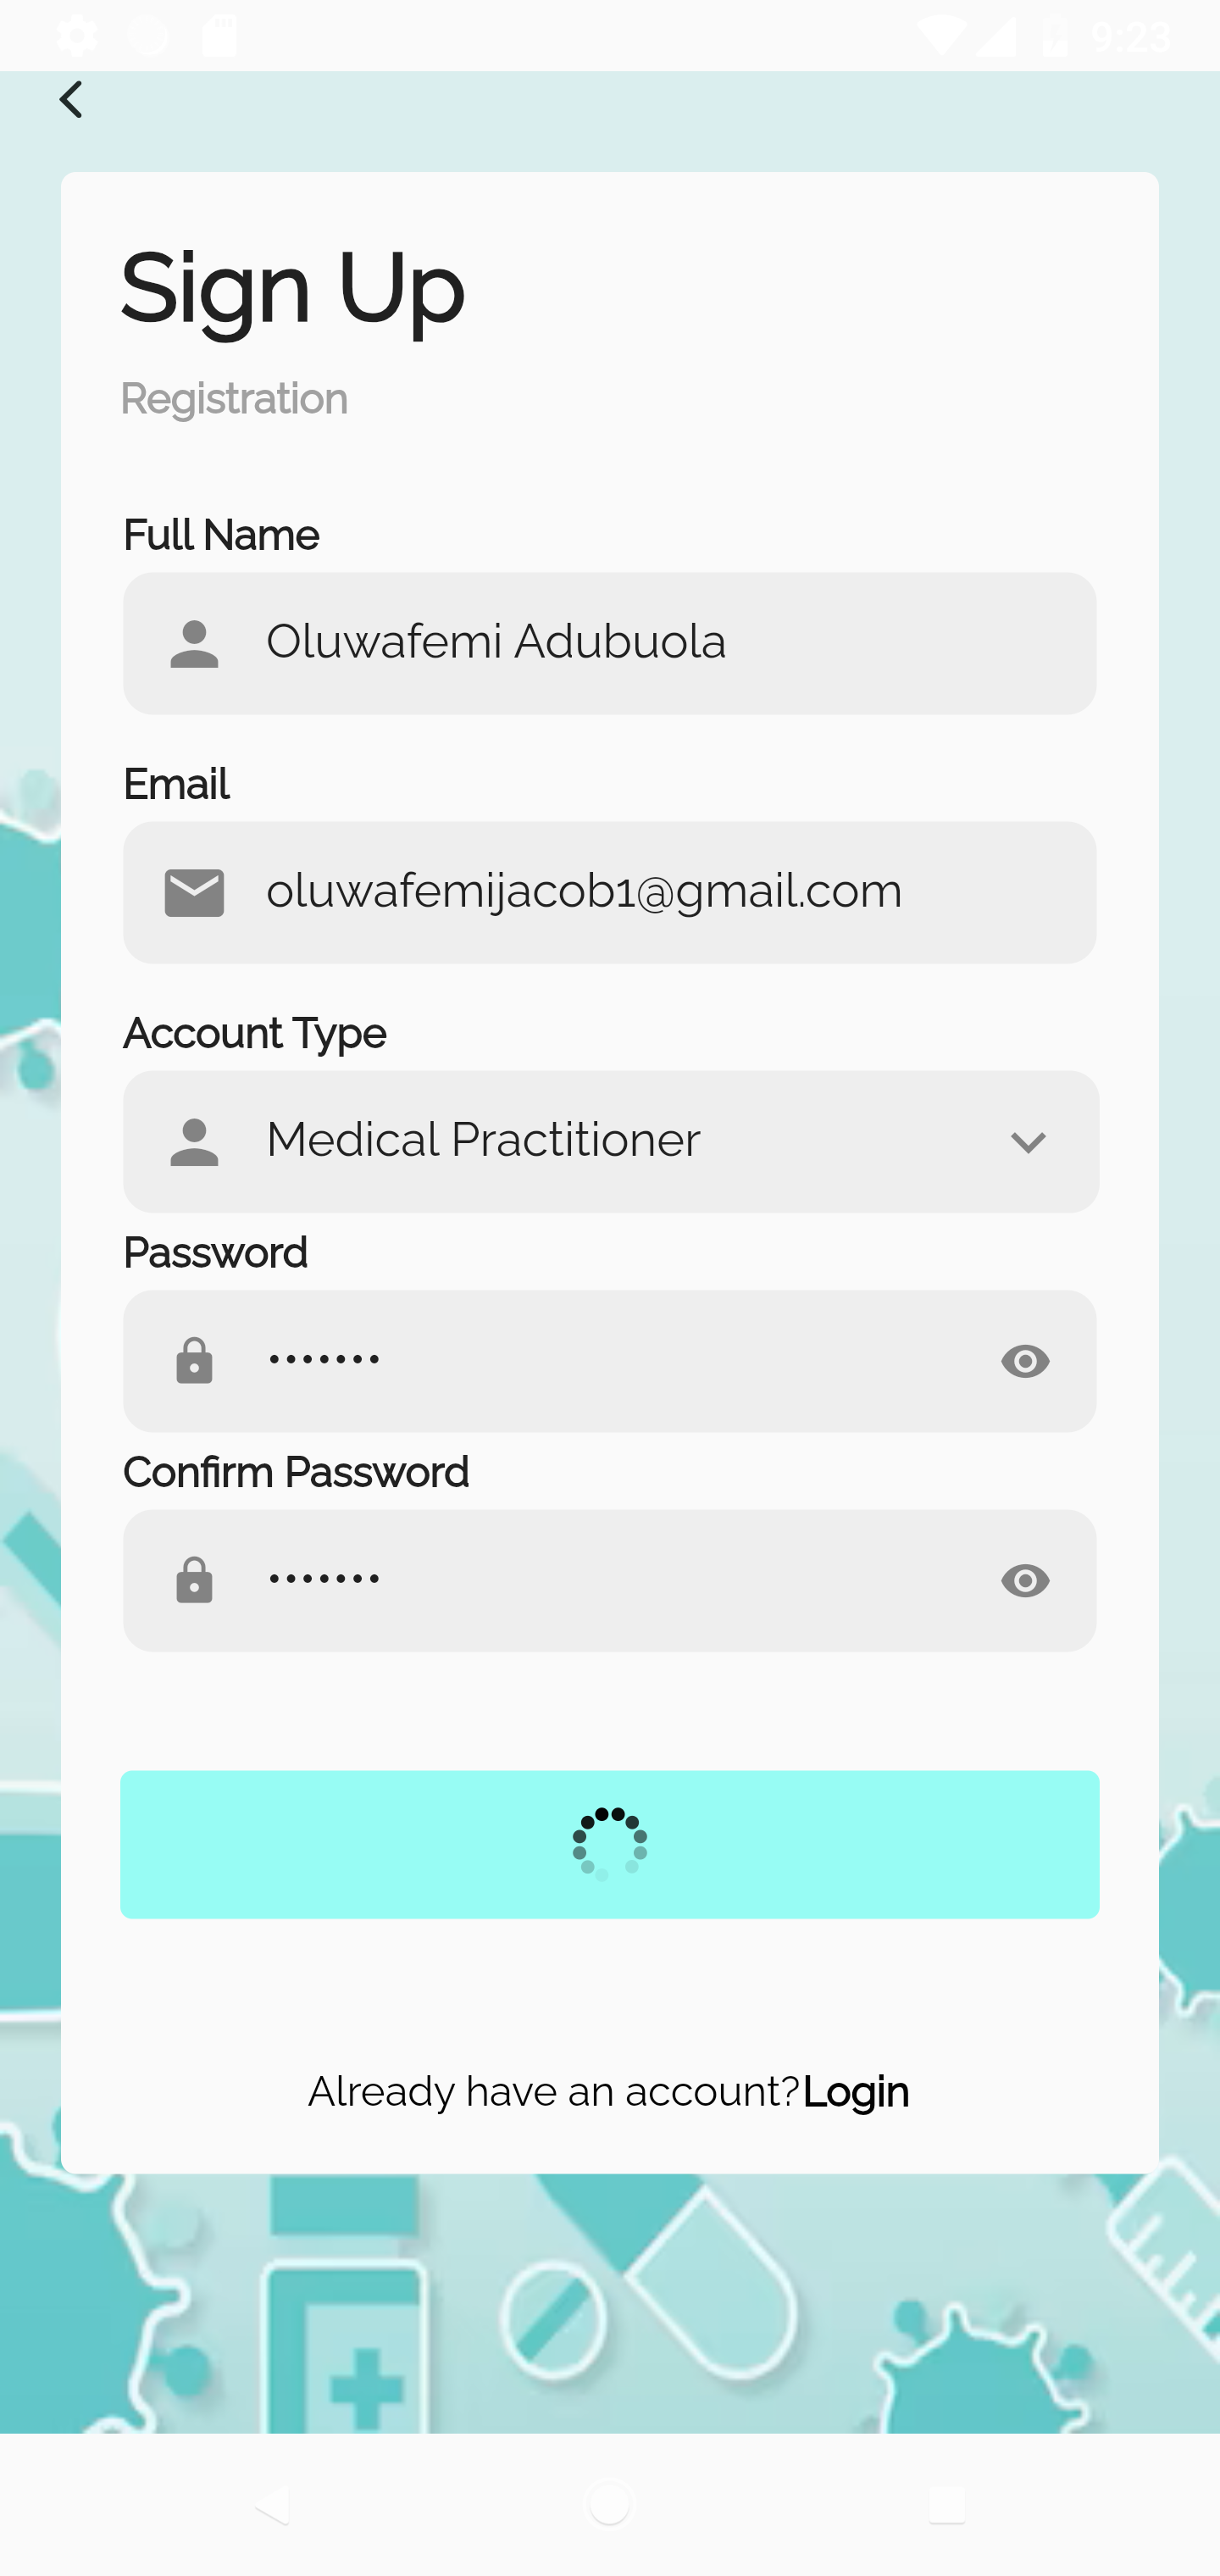 9:23
Sign Up
Registration
Full Name
Oluwafemi Adubuola
Email
oluwafemijacob1@gmail.com
Account Type
Medical Practitioner
Password
•••••••
Confirm Password
•••••••
Already have an account?Login